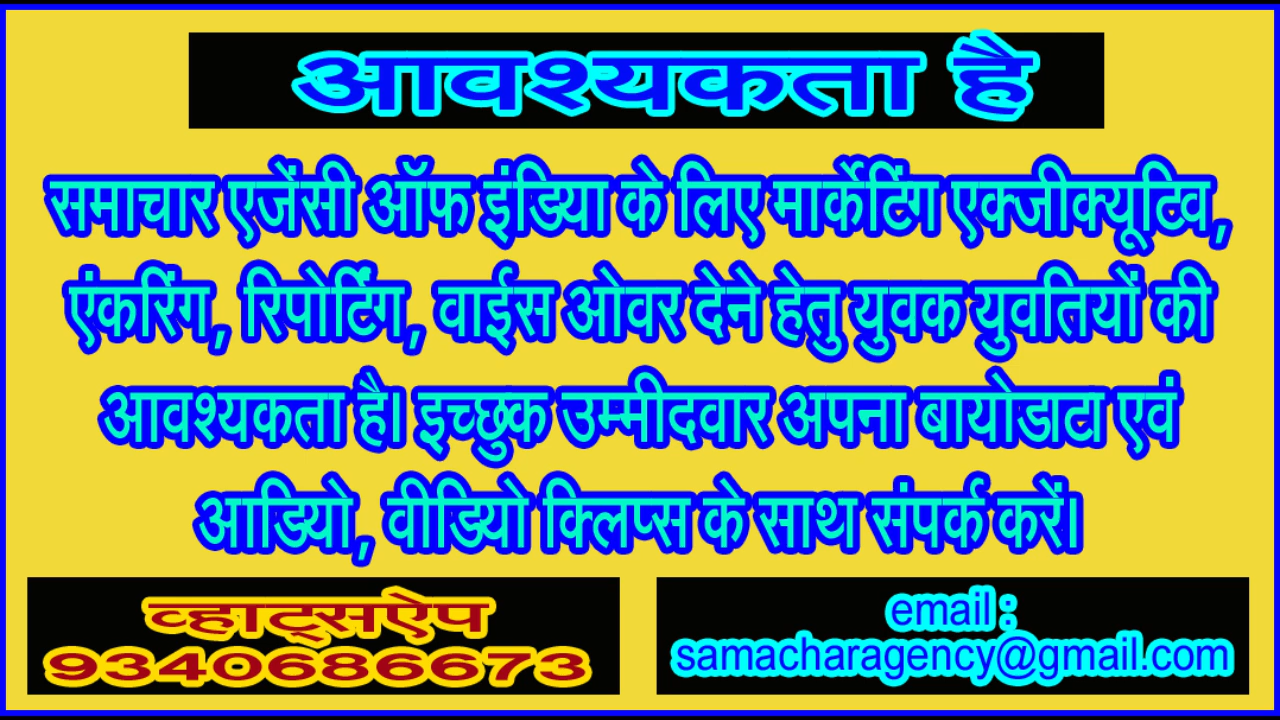 आवश्यकता है
समाचार एजेंसी ऑफ इंडिया के लिए मार्केटिंग एक्जीक्यूटिव,
एंकरिंग, रिपोर्टिंग, वाईस ओवर देने हेतु युवक युवतियों की
आवश्यकता है। इच्छुक उम्मीदवार अपना बायोडाटा एवं
आडियो, वीडियो क्लिप्स के साथ संपर्क करें।
व्हाट्सऐप
9340686673
email :
samacharagency@gmail.com